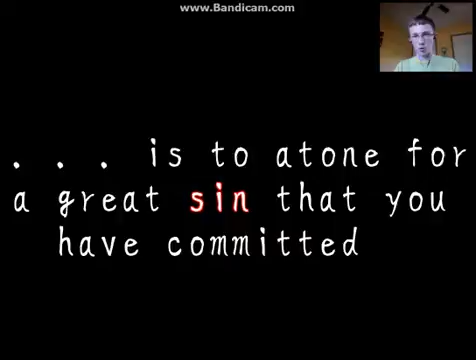 www.Bandicam.com
. . . is to atone for
a great sin that you
have committed